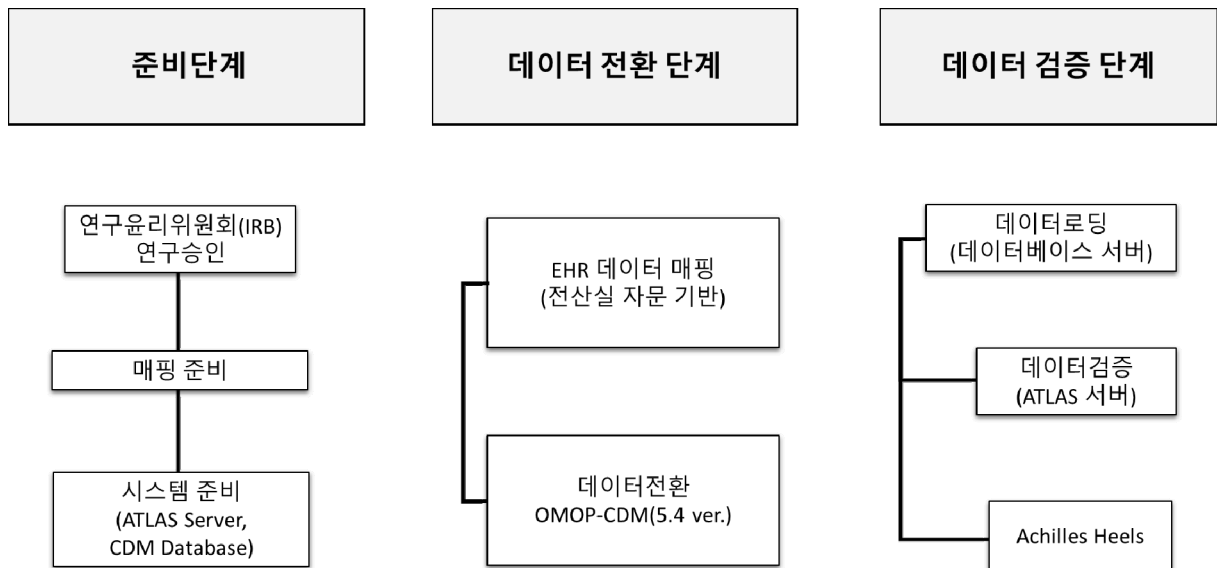 준비단계
데이터 전환 단계
데이터 검증 단계
연구윤리위원회(IRB)
연구승인
매핑 준비
시스템 준비
(ATLAS Server,
CDM Database)
EHR 데이터 매핑
(전산실 자문 기반)
데이터전환
OMOP-CDM(5.4 ver.)
데이터로딩
(데이터베이스 서버)
데이터검증
(ATLAS 서버)
Achilles Heels